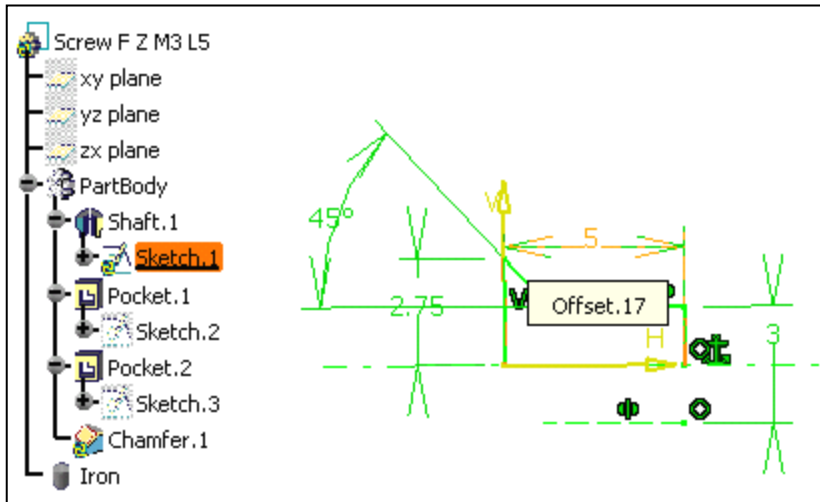 Screw F Z M3 L5
xy plane
yz plane
zx plane
PartBody
Shaft.1
Sketch.1
Pocket.1
Sketch.2
Pocket.2
Sketch.3
Chamfer.1
Iron
45°
V
5
2.75
V
Offset.17
H
3